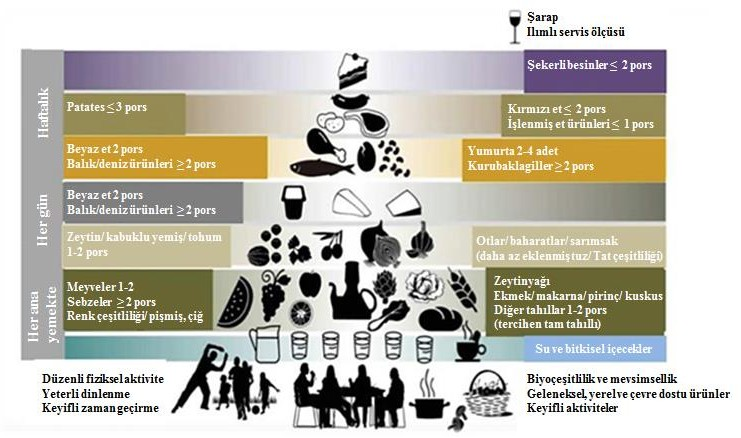 Şarap
Ilımlı servis ölçüsü
Şekerli besinler ≤ 2 pors
Haftalık
Patates ≤ 3 pors
Kırmızı et ≤ 2 pors
İşlenmiş et ürünleri ≤ 1 pors
Beyaz et 2 pors
Balık/deniz ürünleri ≥ 2 pors
Yumurta 2-4 adet
Kurubaklagiller ≥ 2 pors
Her gün
Beyaz et 2 pors
Balık/deniz ürünleri ≥ 2 pors
Zeytin/ kabuklu yemiş/ tohum
1-2 pors
Otlar/ baharatlar/ sarımsak
(daha az eklenmiş tuz/ Tat çeşitliliği)
Her ana
yemekte
Meyveler 1-2
Sebzeler ≥ 2 pors
Renk çeşitliliği/ pişmiş, çiğ
Zeytinyağı
Ekmek/ makarna/ pirinç/ kuskus
Diğer tahıllar 1-2 pors
(tercihen tam tahıllı)
Su ve bitkisel içecekler
Düzenli fiziksel aktivite
Yeterli dinlenme
Keyifli zaman geçirme
Biyoçeşitlilik ve mevsimsellik
Geleneksel, yerel ve çevre dostu ürünler
Keyifli aktiviteler